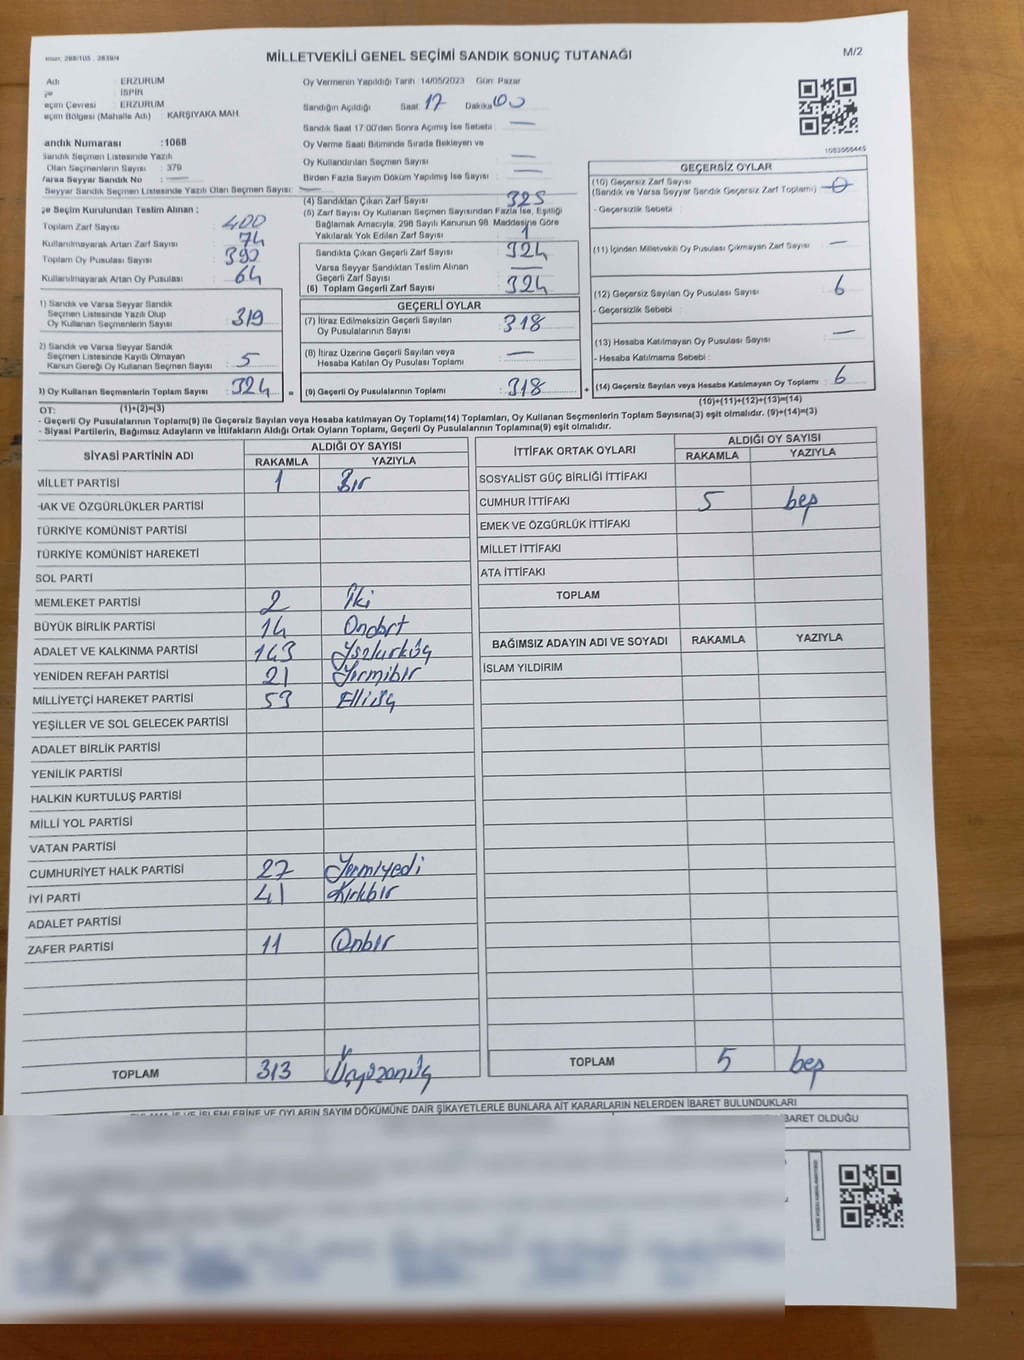 MİLLETVEKİLİ GENEL SEÇİMİ SANDIK SONUÇ TUTANAĞI
M/2
Adı : ERZURUM
İSPİR
eçim Çevresi : ERZURUM
eçim Bölgesi (Mahalle Adı) : KARŞIYAKA MAH
andık Numarası :1068
Sandık Seçmen Listesinde Yazılı
Olan Seçmenlerin Sayısı : 379
Varsa Seyyar Sandık No : —
Seyyar Sandık Seçmen Listesinde Yazılı Olan Seçmen Sayısı: —
Oy Vermenin Yapıldığı Tarih :14/05/2023 Gün: Pazar
Sandığın Açıldığı Saat 17 Dakika 00
Sandık Saat 17:00'den Sonra Açılmış İse Sebebi : —
Oy Verme Saati Bitiminde Sırada Bekleyen ve
Oy Kullandırılan Seçmen Sayısı : —
Birden Fazla Sayım Döküm Yapılmış İse Sayısı : —
çe Seçim Kurulundan Teslim Alınan ;
Toplam Zarf Sayısı : 400
Kullanılmayarak Artan Zarf Sayısı : 74
Toplam Oy Pusulası Sayısı : 390
Kullanılmayarak Artan Oy Pusulası : 64
(4) Sandıktan Çıkan Zarf Sayısı : 325
(5) Zarf Sayısı Oy Kullanan Seçmen Sayısından Fazla İse, Eşitliği
Bağlamak Amacıyla, 298 Sayılı Kanunun 98. Maddesine Göre
Yakılarak Yok Edilen Zarf Sayısı : 1
Sandıkta Çıkan Geçerli Zarf Sayısı : 324
Varsa Seyyar Sandıktan Teslim Alınan
Geçerli Zarf Sayısı : —
(6) Toplam Geçerli Zarf Sayısı : 324
GEÇERSİZ OYLAR
(10) Geçersiz Zarf Sayısı
(Sandık ve Varsa Seyyar Sandık Geçersiz Zarf Toplamı) : 0
- Geçersizlik Sebebi :
(11) İçinden Milletvekili Oy Pusulası Çıkmayan Zarf Sayısı : —
(12) Geçersiz Sayılan Oy Pusulası Sayısı : 6
- Geçersizlik Sebebi :
(13) Hesaba Katılmayan Oy Pusulası Sayısı : —
- Hesaba Katılmama Sebebi :
(14) Geçersiz Sayılan veya Hesaba Katılmayan Oy Toplamı : 6
(10)+(11)+(12)+(13)=(14)
1) Sandık ve Varsa Seyyar Sandık
Seçmen Listesinde Yazılı Olup
Oy Kullanan Seçmenlerin Sayısı : 319
2) Sandık ve Varsa Seyyar Sandık
Seçmen Listesinde Kayıtlı Olmayan
Kanun Gereği Oy Kullanan Seçmen Sayısı : 5
) Oy Kullanan Seçmenlerin Toplam Sayısı : 324 =
(1)+(2)=(3)
GEÇERLİ OYLAR
(7) İtiraz Edilmeksizin Geçerli Sayılan
Oy Pusulalarının Sayısı : 318
(8) İtiraz Üzerine Geçerli Sayılan veya
Hesaba Katılan Oy Pusulası Toplamı : —
(9) Geçerli Oy Pusulalarının Toplamı : 318 +
OT:
- Geçerli Oy Pusulalarının Toplamı(9) ile Geçersiz Sayılan veya Hesaba katılmayan Oy Toplamı(14) Toplamları, Oy Kullanan Seçmenlerin Toplam Sayısına(3) eşit olmalıdır. (9)+(14)=(3)
- Siyasi Partilerin, Bağımsız Adayların ve İttifakların Aldığı Ortak Oyların Toplamı, Geçerli Oy Pusulalarının Toplamına(9) eşit olmalıdır.
SİYASİ PARTİNİN ADI
ALDIĞI OY SAYISI
RAKAMLA YAZIYLA
MİLLET PARTİSİ 1 Bir
HAK VE ÖZGÜRLÜKLER PARTİSİ
TÜRKİYE KOMÜNİST PARTİSİ
TÜRKİYE KOMÜNİST HAREKETİ
SOL PARTİ
MEMLEKET PARTİSİ 2 İki
BÜYÜK BİRLİK PARTİSİ 14 Ondört
ADALET VE KALKINMA PARTİSİ 143 Yüzkırküç
YENİDEN REFAH PARTİSİ 21 Yirmibir
MİLLİYETÇİ HAREKET PARTİSİ 53 Elliüç
YEŞİLLER VE SOL GELECEK PARTİSİ
ADALET BİRLİK PARTİSİ
YENİLİK PARTİSİ
HALKIN KURTULUŞ PARTİSİ
MİLLİ YOL PARTİSİ
VATAN PARTİSİ
CUMHURİYET HALK PARTİSİ 27 Yirmiyedi
İYİ PARTİ 41 Kırkbir
ADALET PARTİSİ
ZAFER PARTİSİ 11 Onbir
TOPLAM 313 Üçyüzonüç
İTTİFAK ORTAK OYLARI
ALDIĞI OY SAYISI
RAKAMLA YAZIYLA
SOSYALİST GÜÇ BİRLİĞİ İTTİFAKI
CUMHUR İTTİFAKI 5 beş
EMEK VE ÖZGÜRLÜK İTTİFAKI
MİLLET İTTİFAKI
ATA İTTİFAKI
TOPLAM
BAĞIMSIZ ADAYIN ADI VE SOYADI RAKAMLA YAZIYLA
İSLAM YILDIRIM
TOPLAM 5 beş
İŞLEMLERİNE VE OYLARIN SAYIM DÖKÜMÜNE DAİR ŞİKAYETLERLE BUNLARA AİT KARARLARIN NELERDEN İBARET BULUNDUKLARI
İBARET OLDUĞU